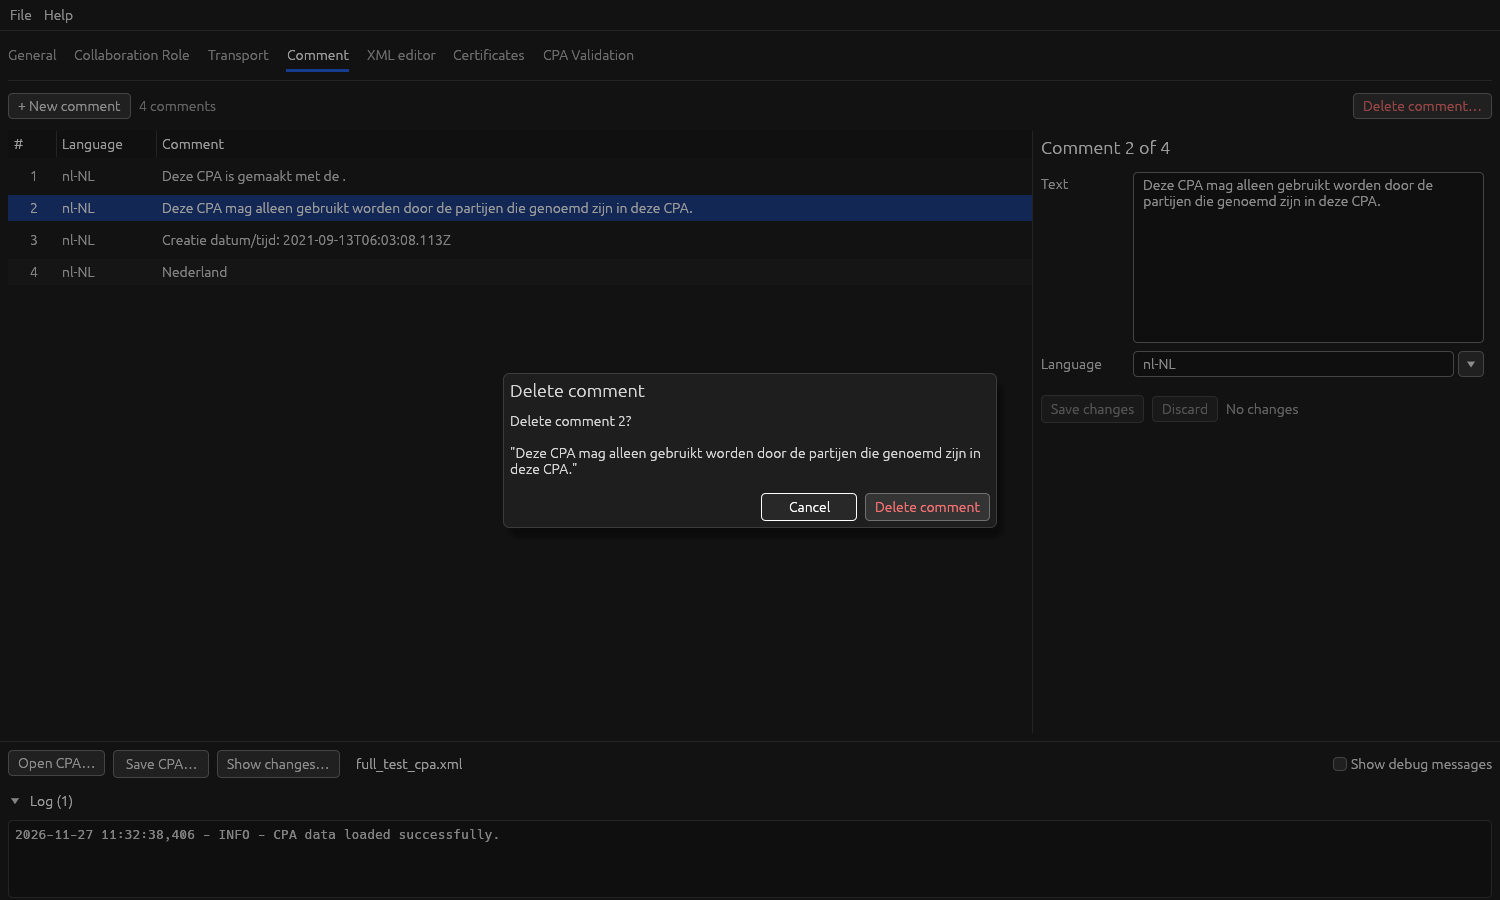 File Help
General Collaboration Role Transport Comment XML editor Certificates CPA Validation
+ New comment 4 comments Delete comment...
# Language Comment
1 nl-NL Deze CPA is gemaakt met de .
2 nl-NL Deze CPA mag alleen gebruikt worden door de partijen die genoemd zijn in deze CPA.
3 nl-NL Creatie datum/tijd: 2021-09-13T06:03:08.113Z
4 nl-NL Nederland
Comment 2 of 4
Text Deze CPA mag alleen gebruikt worden door de
partijen die genoemd zijn in deze CPA.
Language nl-NL
Save changes Discard No changes
Delete comment
Delete comment 2?
"Deze CPA mag alleen gebruikt worden door de partijen die genoemd zijn in
deze CPA."
Cancel Delete comment
Open CPA... Save CPA... Show changes... full_test_cpa.xml Show debug messages
Log (1)
2026-11-27 11:32:38,406 - INFO - CPA data loaded successfully.